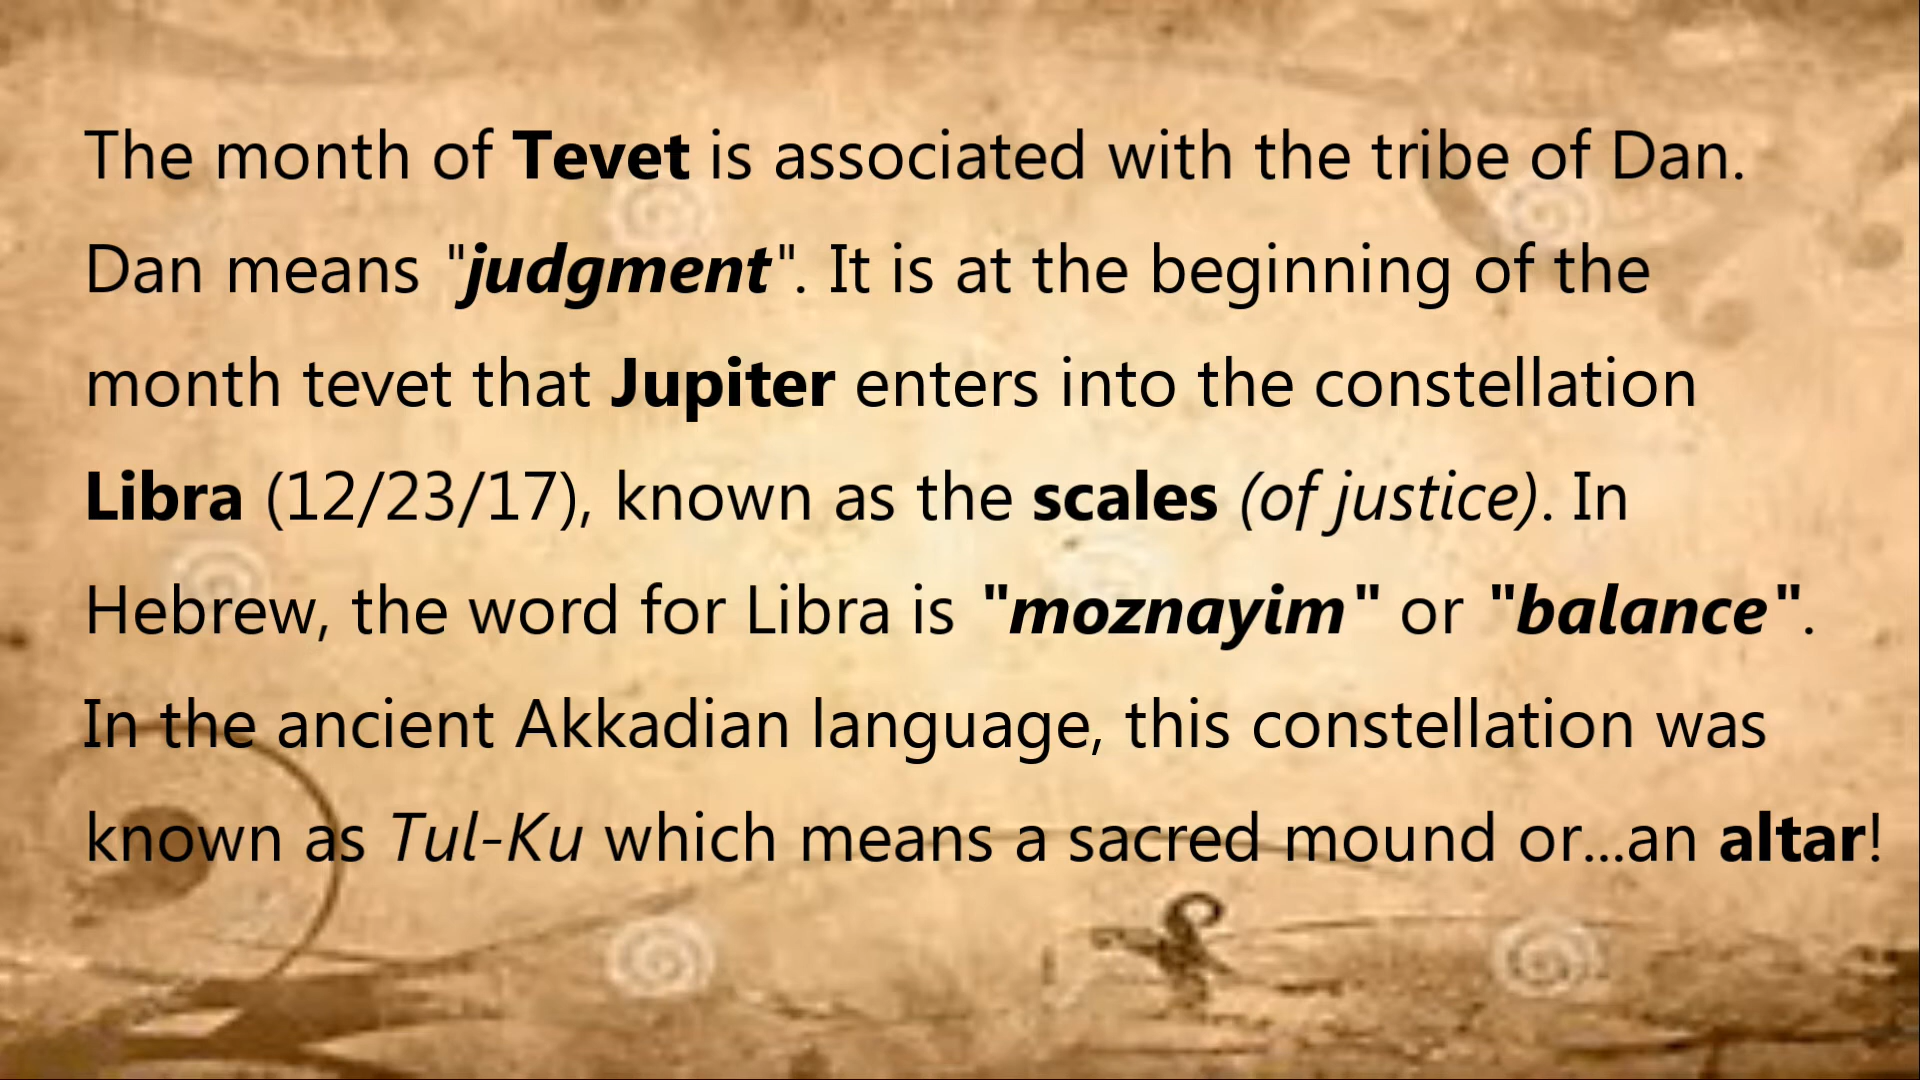 The month of Tevet is associated with the tribe of Dan.
Dan means "judgment". It is at the beginning of the
month tevet that Jupiter enters into the constellation
Libra (12/23/17), known as the scales (of justice). In
Hebrew, the word for Libra is "moznayim" or "balance".
In the ancient Akkadian language, this constellation was
known as Tul-Ku which means a sacred mound or...an altar!